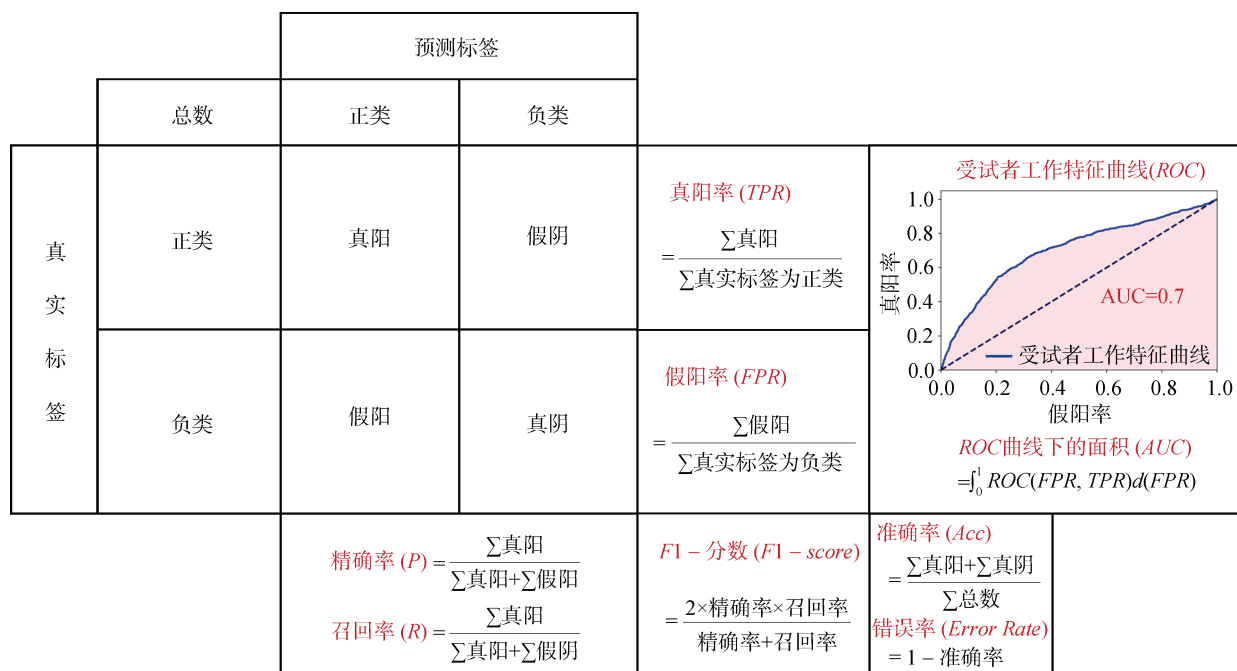 预测标签
总数 正类 负类
真实标签
正类 真阳 假阴
真阳率 (TPR)
=∑真阳/∑真实标签为正类
负类 假阳 真阴
假阳率 (FPR)
=∑假阳/∑真实标签为负类
受试者工作特征曲线(ROC)
真阳率
1.0
0.8
0.6
0.4
0.2
0.0
AUC=0.7
受试者工作特征曲线
0.0 0.2 0.4 0.6 0.8 1.0
假阳率
ROC曲线下的面积 (AUC)
=∫₀¹ ROC(FPR, TPR)d(FPR)
精确率 (P)=∑真阳/∑真阳+∑假阳
召回率 (R)=∑真阳/∑真阳+∑假阴
F1 – 分数 (F1 – score)
=2×精确率×召回率/精确率+召回率
准确率 (Acc)
=∑真阳+∑真阴/∑总数
错误率 (Error Rate)
= 1 – 准确率